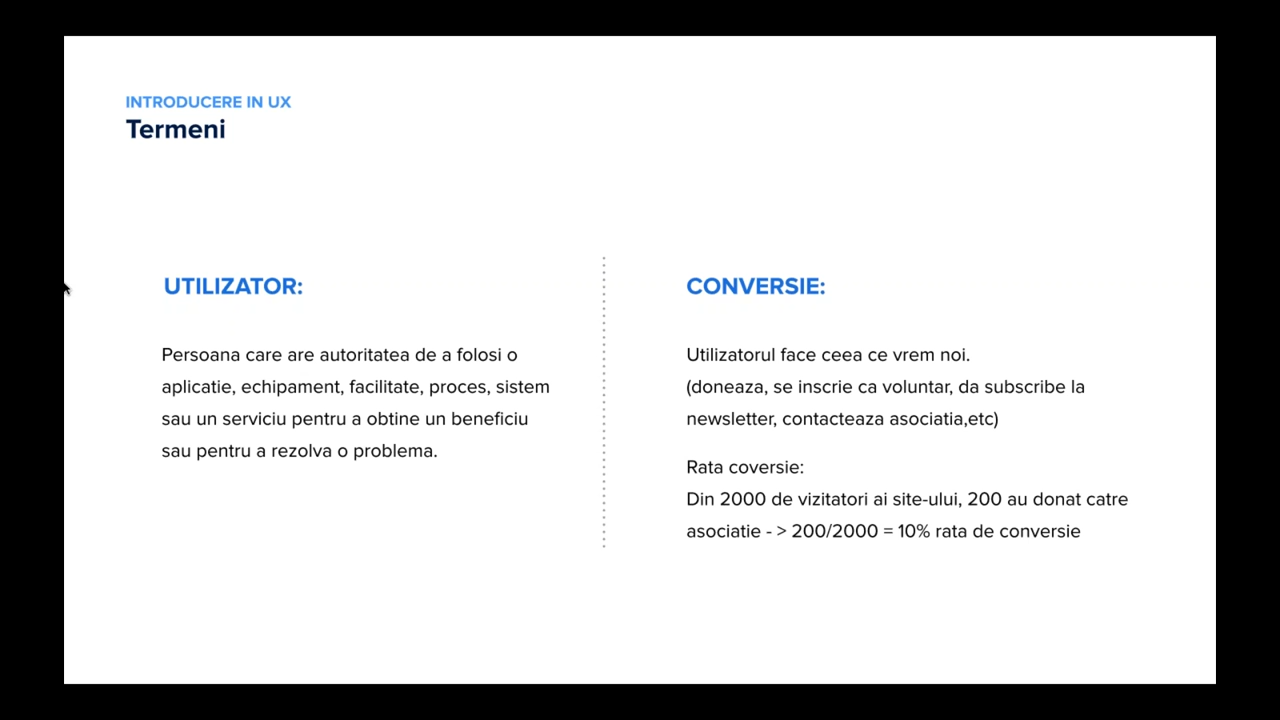 INTRODUCERE IN UX
Termeni
UTILIZATOR:
Persoana care are autoritatea de a folosi o
aplicatie, echipament, facilitate, proces, sistem
sau un serviciu pentru a obtine un beneficiu
sau pentru a rezolva o problema.
CONVERSIE:
Utilizatorul face ceea ce vrem noi.
(doneaza, se inscrie ca voluntar, da subscribe la
newsletter, contacteaza asociatia,etc)
Rata coversie:
Din 2000 de vizitatori ai site-ului, 200 au donat catre
asociatie - > 200/2000 = 10% rata de conversie